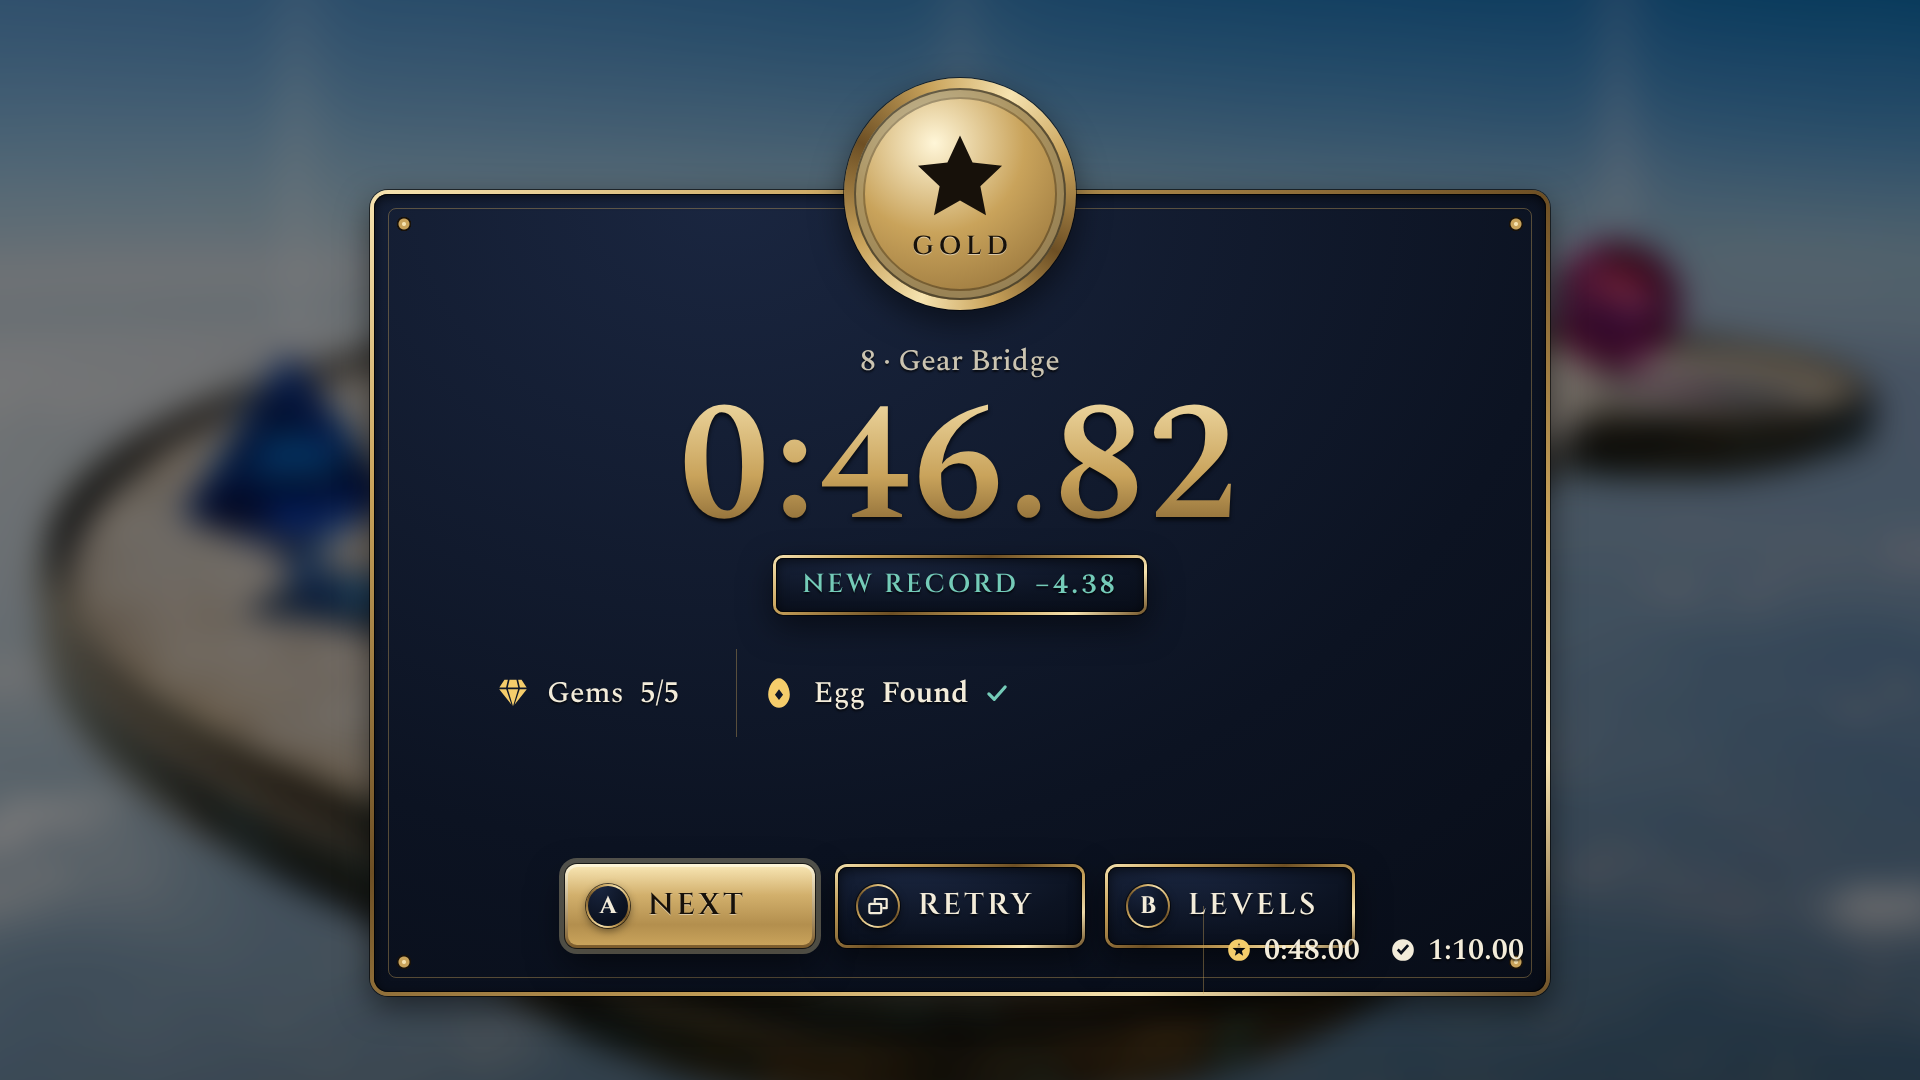 GOLD
8 · Gear Bridge
0:46.82
NEW RECORD −4.38
Gems 5/5
Egg Found
A NEXT
RETRY
B LEVELS
0:48.00
1:10.00